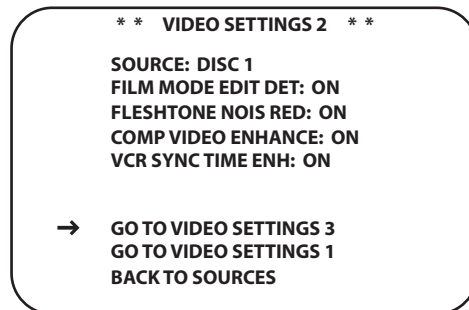 * * VIDEO SETTINGS 2 * *
SOURCE: DISC 1
FILM MODE EDIT DET: ON
FLESHTONE NOIS RED: ON
COMP VIDEO ENHANCE: ON
VCR SYNC TIME ENH: ON
→ GO TO VIDEO SETTINGS 3
GO TO VIDEO SETTINGS 1
BACK TO SOURCES